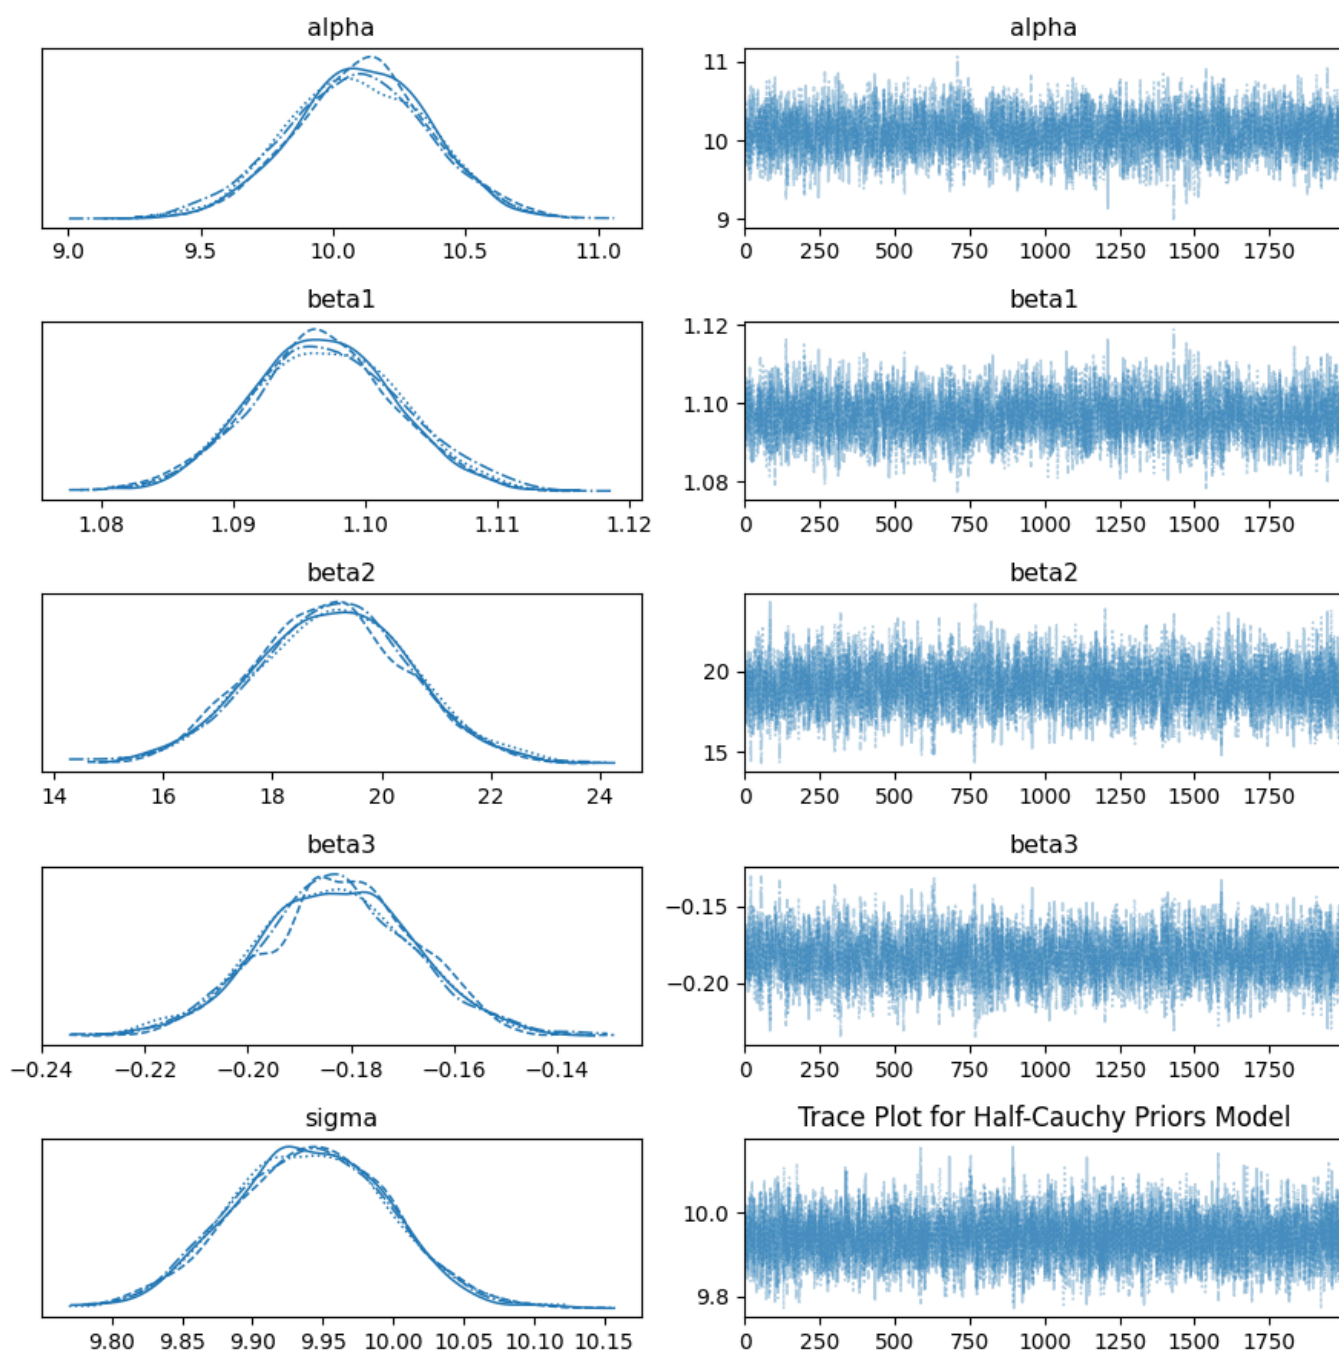 alpha alpha
11
10
9
9.0 9.5 10.0 10.5 11.0 0 250 500 750 1000 1250 1500 1750
beta1 beta1
1.12
1.10
1.08
1.08 1.09 1.10 1.11 1.12 0 250 500 750 1000 1250 1500 1750
beta2 beta2
20
15
14 16 18 20 22 24 0 250 500 750 1000 1250 1500 1750
beta3 beta3
−0.15
−0.20
−0.24 −0.22 −0.20 −0.18 −0.16 −0.14 0 250 500 750 1000 1250 1500 1750
sigma Trace Plot for Half-Cauchy Priors Model
10.0
9.8
9.80 9.85 9.90 9.95 10.00 10.05 10.10 10.15 0 250 500 750 1000 1250 1500 1750